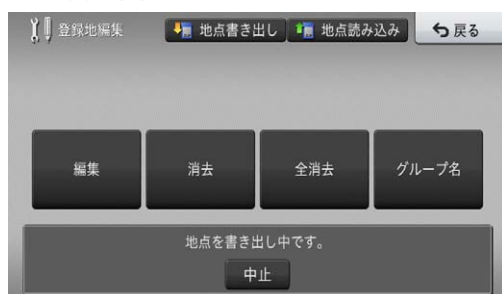 登録地編集
地点書き出し
地点読み込み
戻る
編集
消去
全消去
グループ名
地点を書き出し中です。
中止